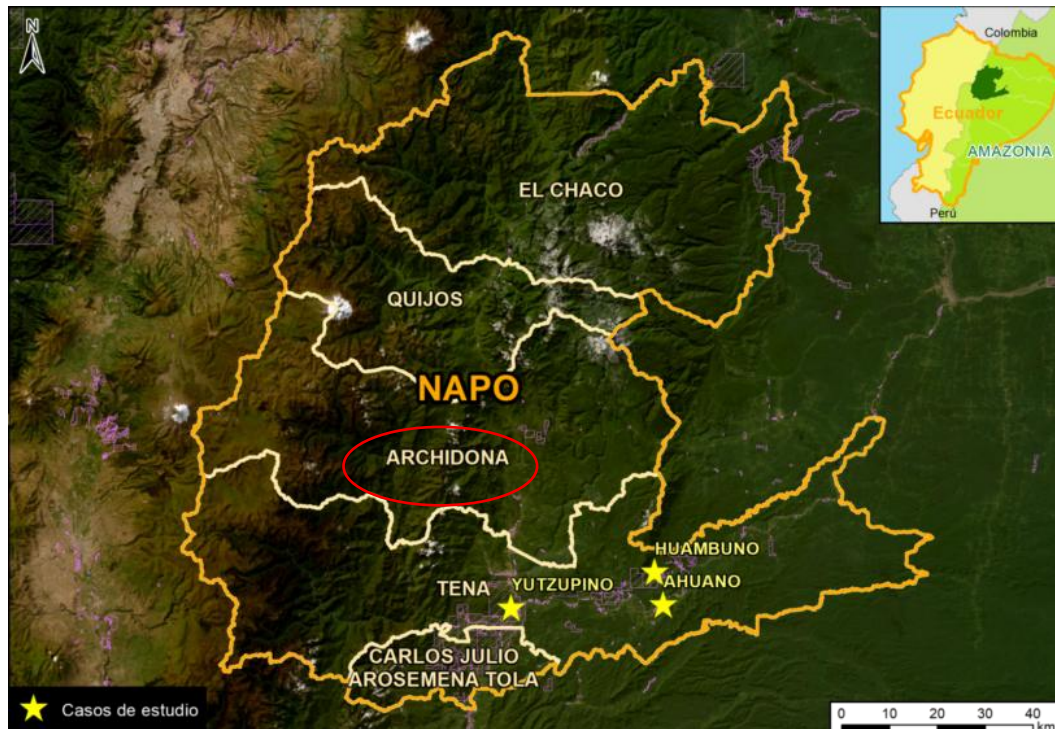 N
Colombia
Ecuador
AMAZONIA
Perú
EL CHACO
QUIJOS
NAPO
ARCHIDONA
HUAMBUNO
TENA
YUTZUPINO
AHUANO
CARLOS JULIO
AROSEMENA TOLA
Casos de estudio
0 10 20 30 40
km